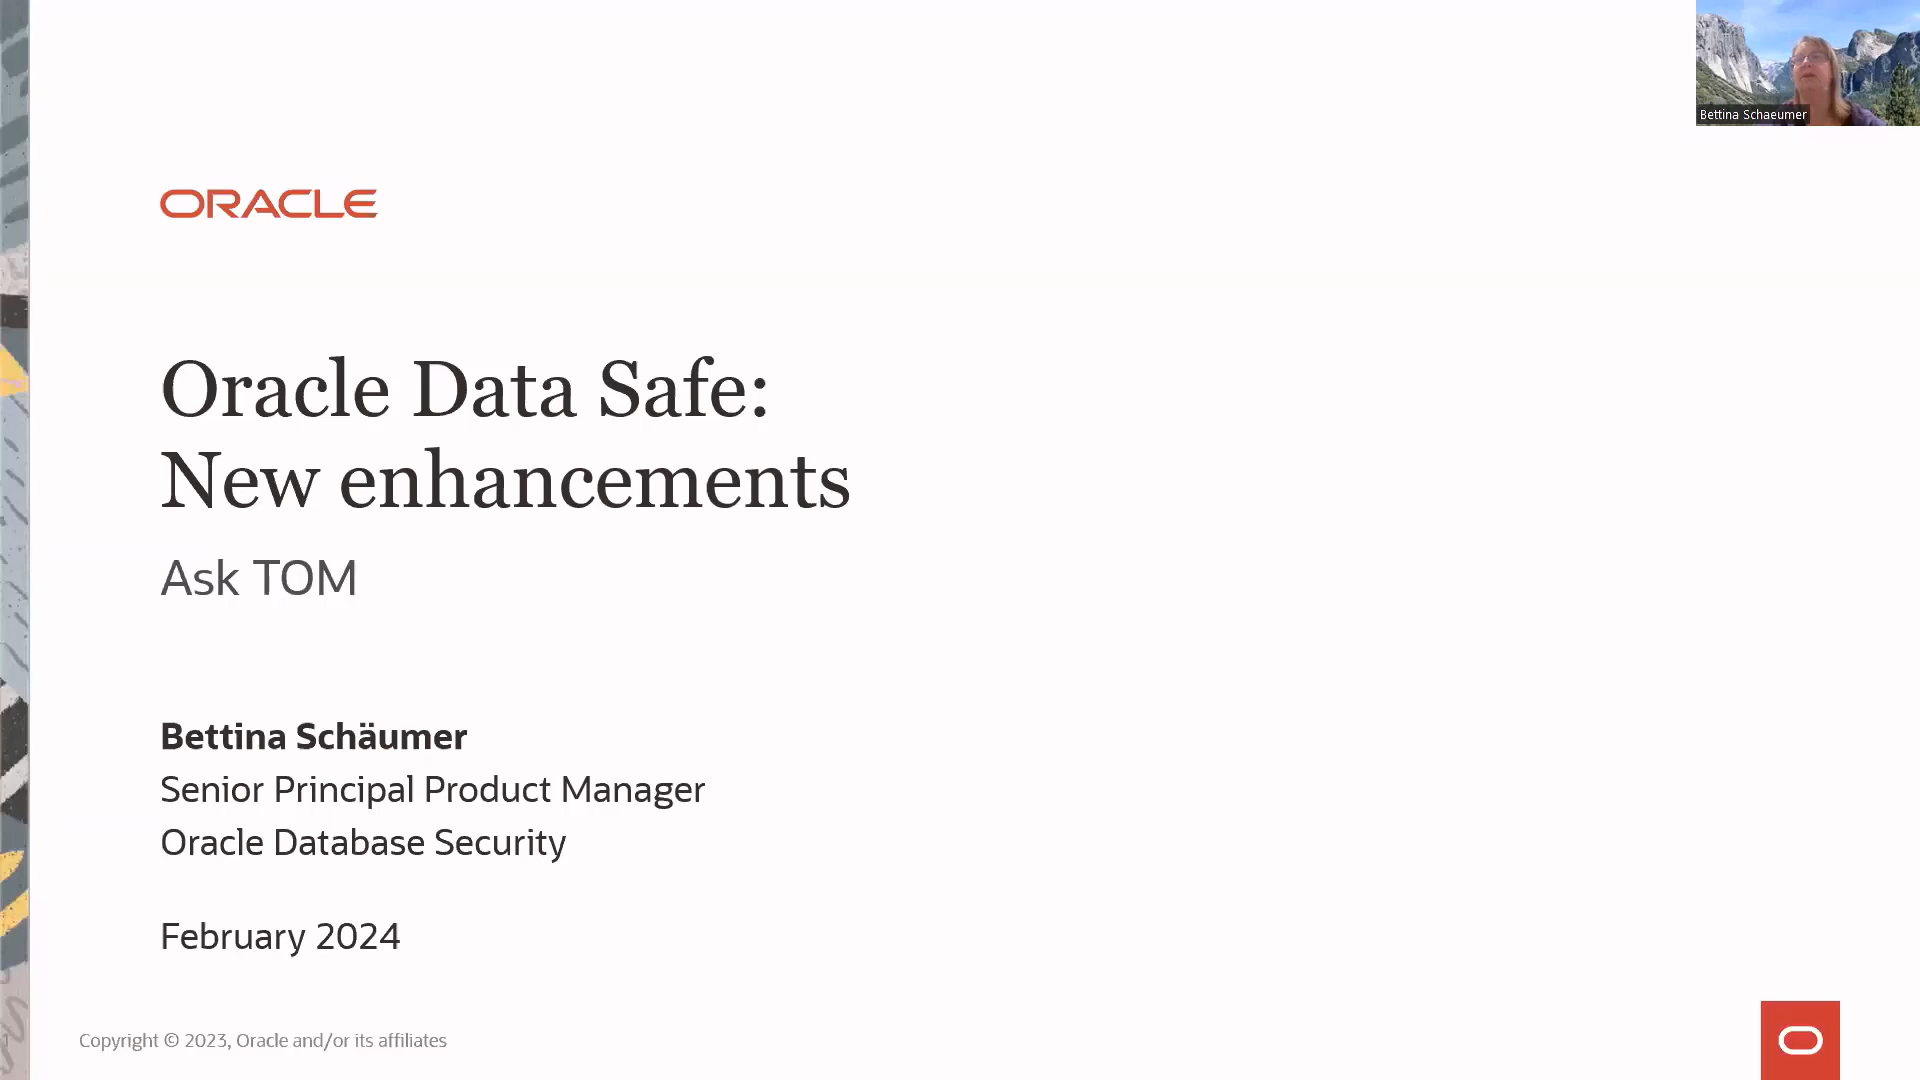 Bettina Schaeumer
ORACLE
Oracle Data Safe:
New enhancements
Ask TOM
Bettina Schäumer
Senior Principal Product Manager
Oracle Database Security
February 2024
1
Copyright © 2023, Oracle and/or its affiliates